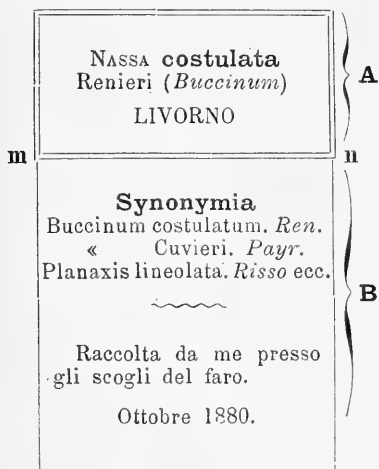 NASSA costulata
Renieri (Buccinum)
LIVORNO
A
m n
Synonymia
Buccinum costulatum. Ren.
« Cuvieri. Payr.
Planaxis lineolata. Risso ecc.
B
Raccolta da me presso
gli scogli del faro.
Ottobre 1880.